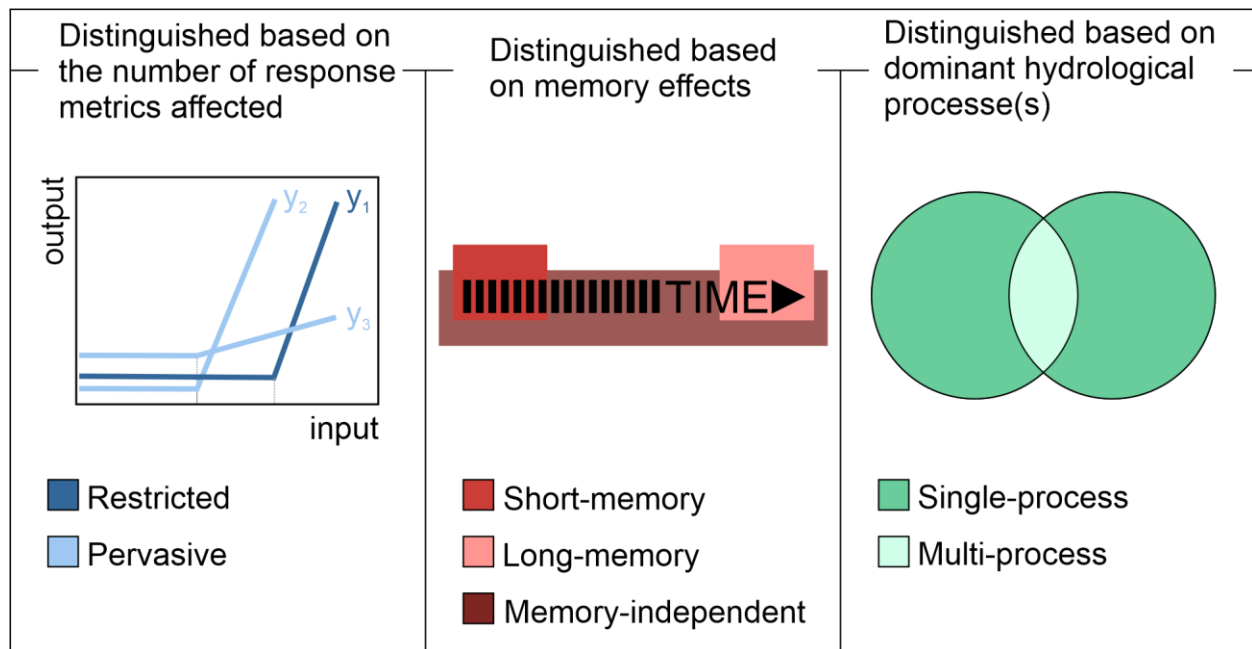 Distinguished based on
the number of response
metrics affected
output
y₂
y₁
y₃
input
Restricted
Pervasive
Distinguished based
on memory effects
TIME
Short-memory
Long-memory
Memory-independent
Distinguished based on
dominant hydrological
processe(s)
Single-process
Multi-process